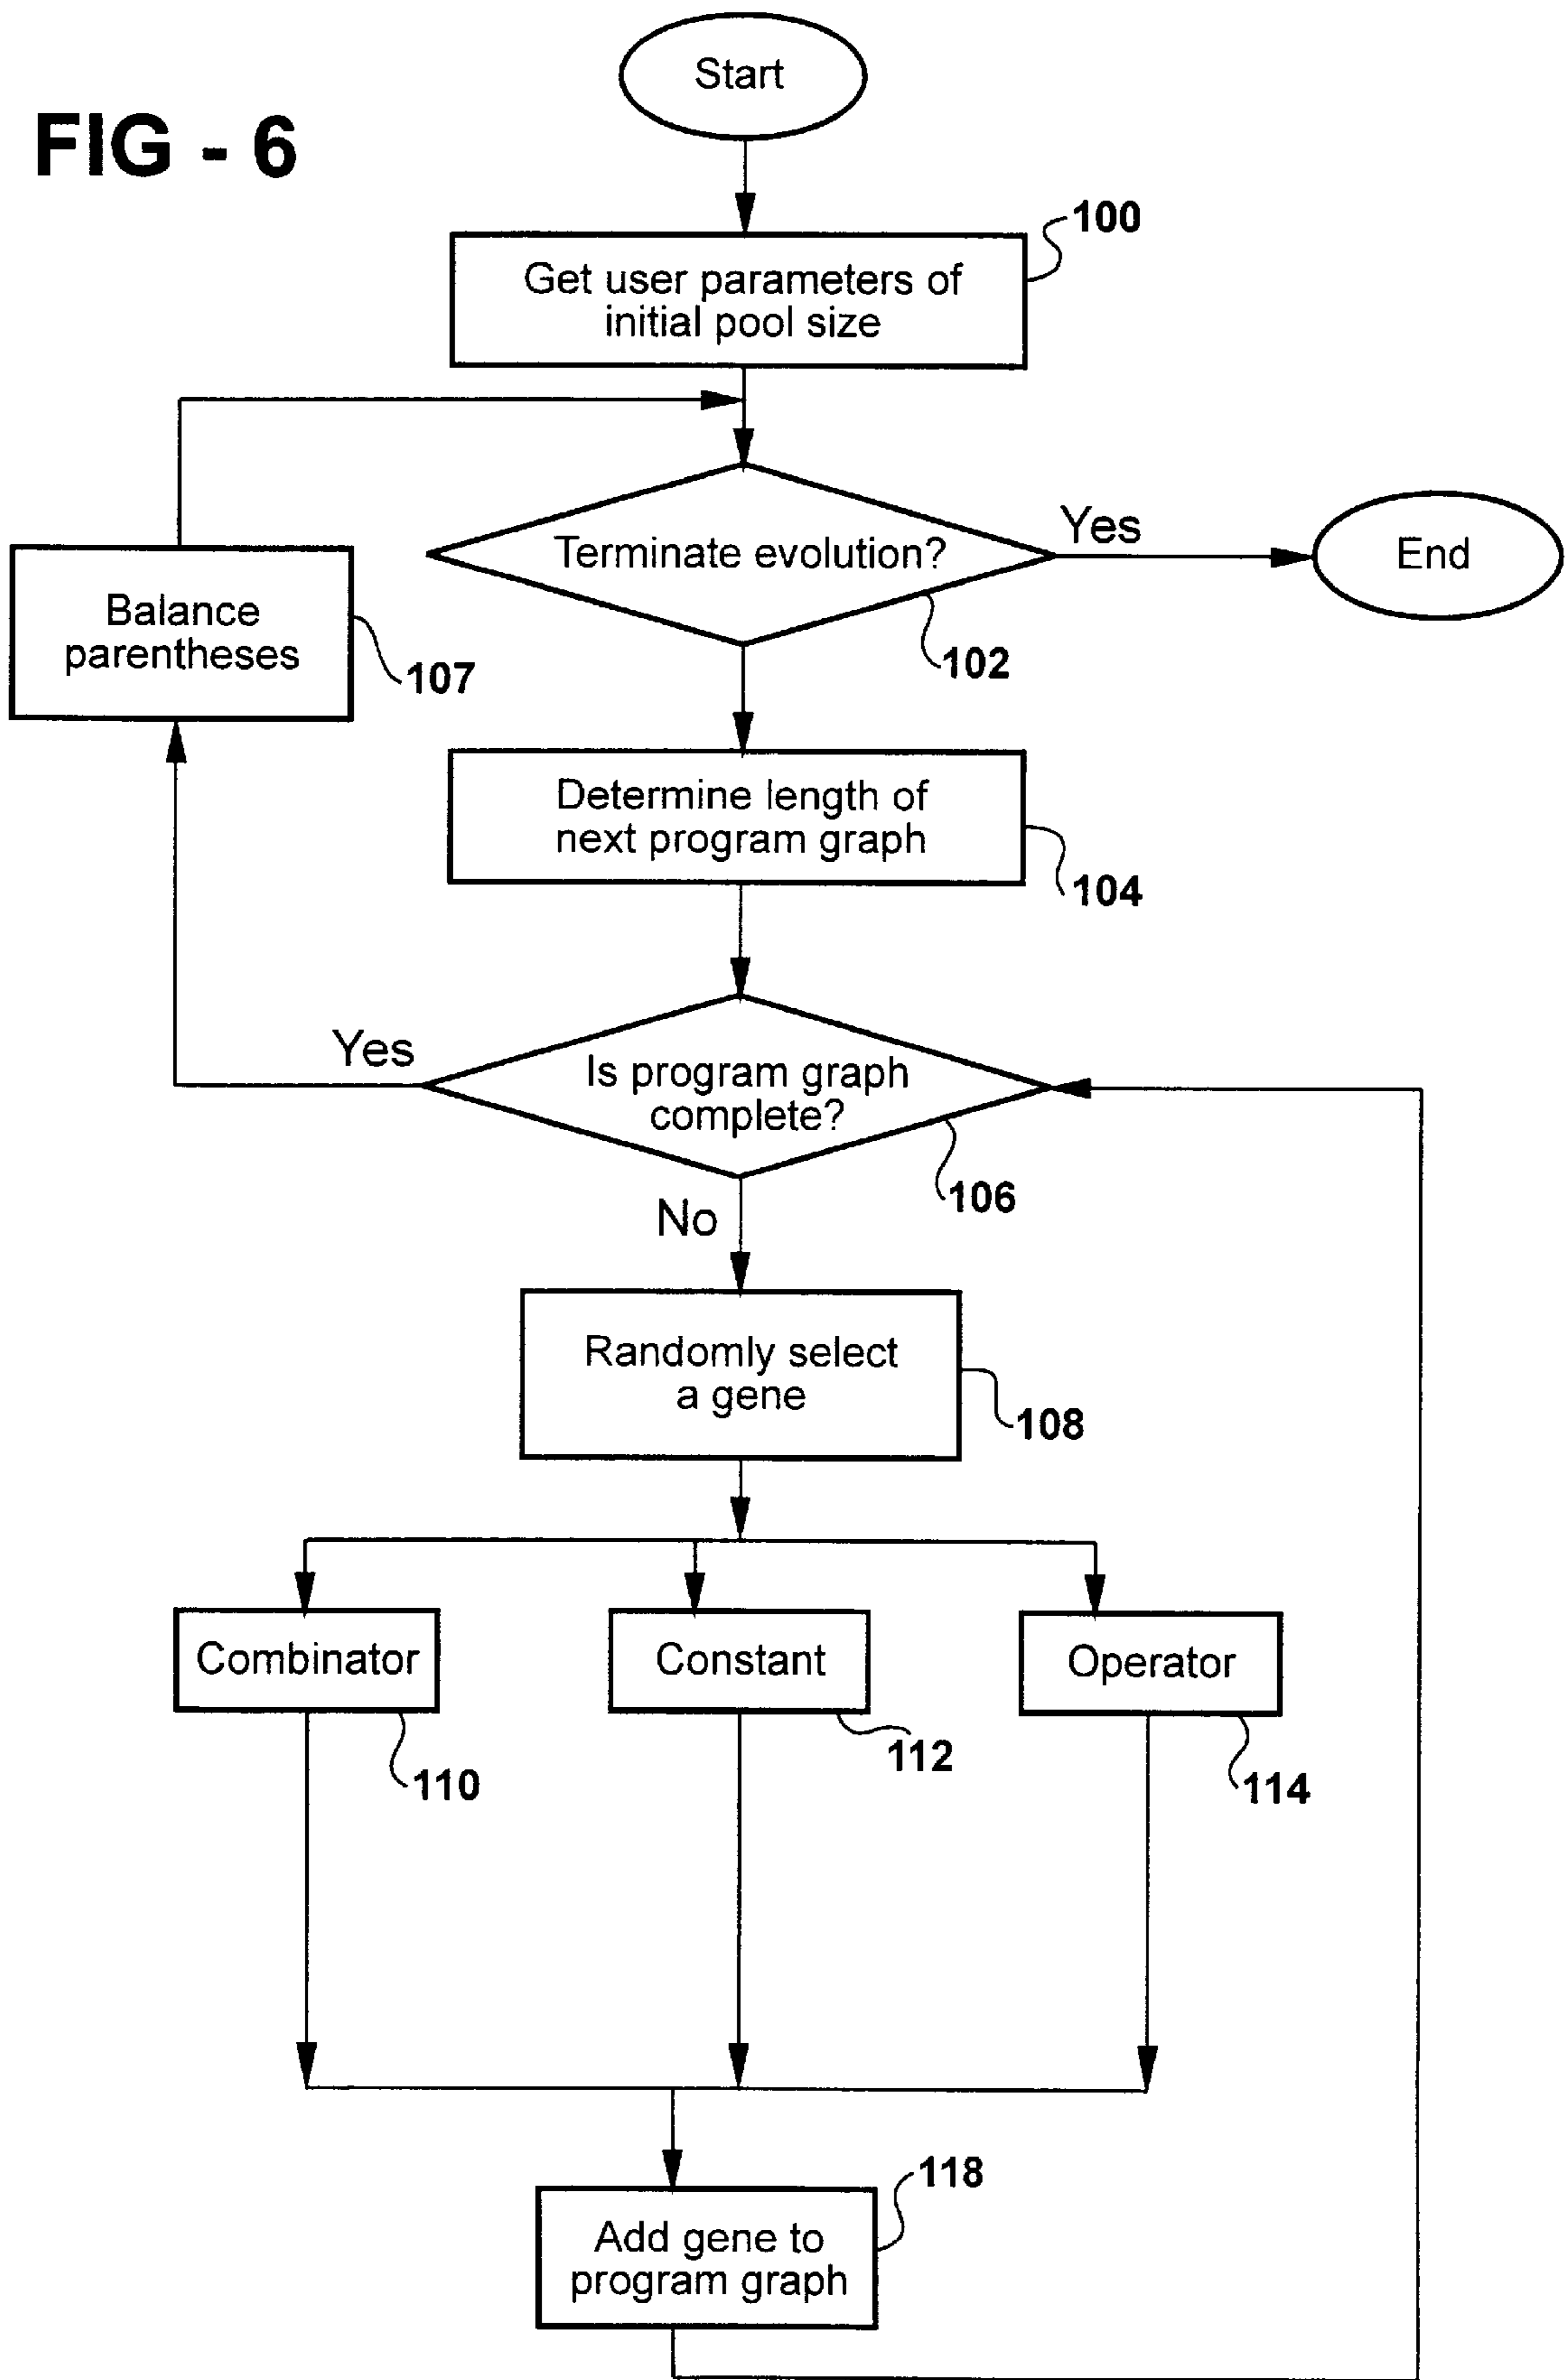 Start
FIG - 6
100
Get user parameters of
initial pool size
Yes
Terminate evolution?
End
102
Balance
parentheses
107
Determine length of
next program graph
104
Yes
Is program graph
complete?
106
No
Randomly select
a gene
108
Combinator
Constant
Operator
110
112
114
118
Add gene to
program graph